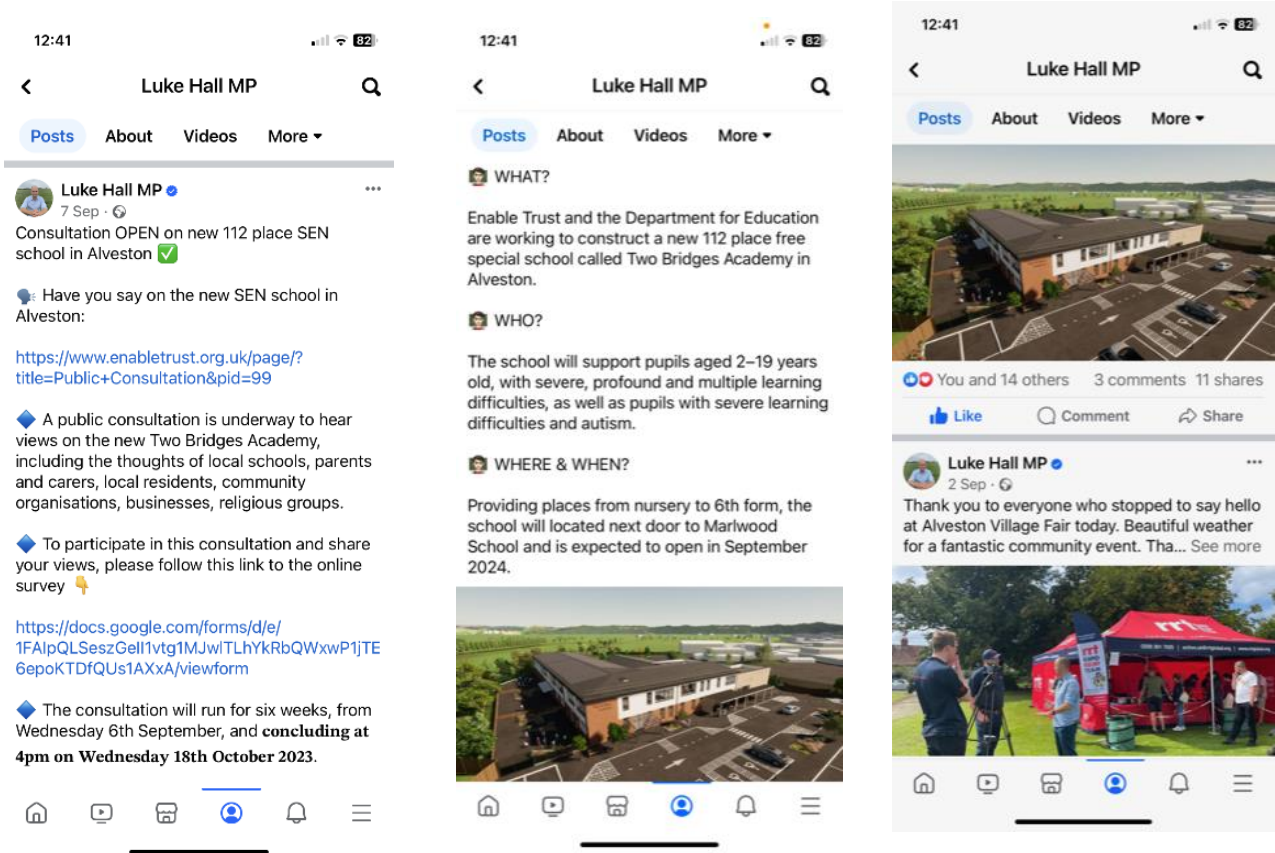 12:41
82
Luke Hall MP
Posts About Videos More
Luke Hall MP
7 Sep ·
Consultation OPEN on new 112 place SEN
school in Alveston ✅
🗣 Have you say on the new SEN school in
Alveston:
https://www.enabletrust.org.uk/page/?
title=Public+Consultation&pid=99
🔷 A public consultation is underway to hear
views on the new Two Bridges Academy,
including the thoughts of local schools, parents
and carers, local residents, community
organisations, businesses, religious groups.
🔷 To participate in this consultation and share
your views, please follow this link to the online
survey 👇
https://docs.google.com/forms/d/e/
1FAIpQLSeszGeII1vtg1MJwlTLhYkRbQWxwP1jTE
6epoKTDfQUs1AXxA/viewform
🔷 The consultation will run for six weeks, from
Wednesday 6th September, and concluding at
4pm on Wednesday 18th October 2023.
12:41
82
Luke Hall MP
Posts About Videos More
WHAT?
Enable Trust and the Department for Education
are working to construct a new 112 place free
special school called Two Bridges Academy in
Alveston.
WHO?
The school will support pupils aged 2–19 years
old, with severe, profound and multiple learning
difficulties, as well as pupils with severe learning
difficulties and autism.
WHERE & WHEN?
Providing places from nursery to 6th form, the
school will located next door to Marlwood
School and is expected to open in September
2024.
12:41
82
Luke Hall MP
Posts About Videos More
You and 14 others 3 comments 11 shares
Like Comment Share
Luke Hall MP
2 Sep ·
Thank you to everyone who stopped to say hello
at Alveston Village Fair today. Beautiful weather
for a fantastic community event. Tha... See more
rrt
rrt